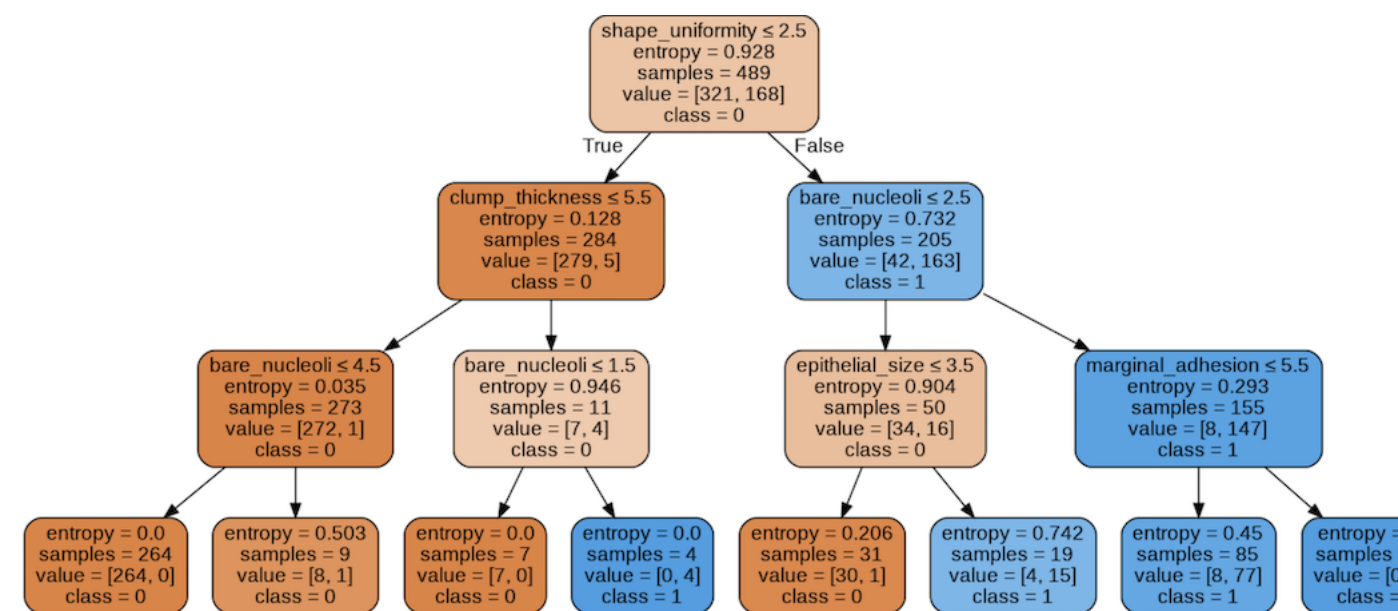 shape_uniformity ≤ 2.5
entropy = 0.928
samples = 489
value = [321, 168]
class = 0
True
False
clump_thickness ≤ 5.5
entropy = 0.128
samples = 284
value = [279, 5]
class = 0
bare_nucleoli ≤ 2.5
entropy = 0.732
samples = 205
value = [42, 163]
class = 1
bare_nucleoli ≤ 4.5
entropy = 0.035
samples = 273
value = [272, 1]
class = 0
bare_nucleoli ≤ 1.5
entropy = 0.946
samples = 11
value = [7, 4]
class = 0
epithelial_size ≤ 3.5
entropy = 0.904
samples = 50
value = [34, 16]
class = 0
marginal_adhesion ≤ 5.5
entropy = 0.293
samples = 155
value = [8, 147]
class = 1
entropy = 0.0
samples = 264
value = [264, 0]
class = 0
entropy = 0.503
samples = 9
value = [8, 1]
class = 0
entropy = 0.0
samples = 7
value = [7, 0]
class = 0
entropy = 0.0
samples = 4
value = [0, 4]
class = 1
entropy = 0.206
samples = 31
value = [30, 1]
class = 0
entropy = 0.742
samples = 19
value = [4, 15]
class = 1
entropy = 0.45
samples = 85
value = [8, 77]
class = 1
entropy =
samples
value = [0
class =